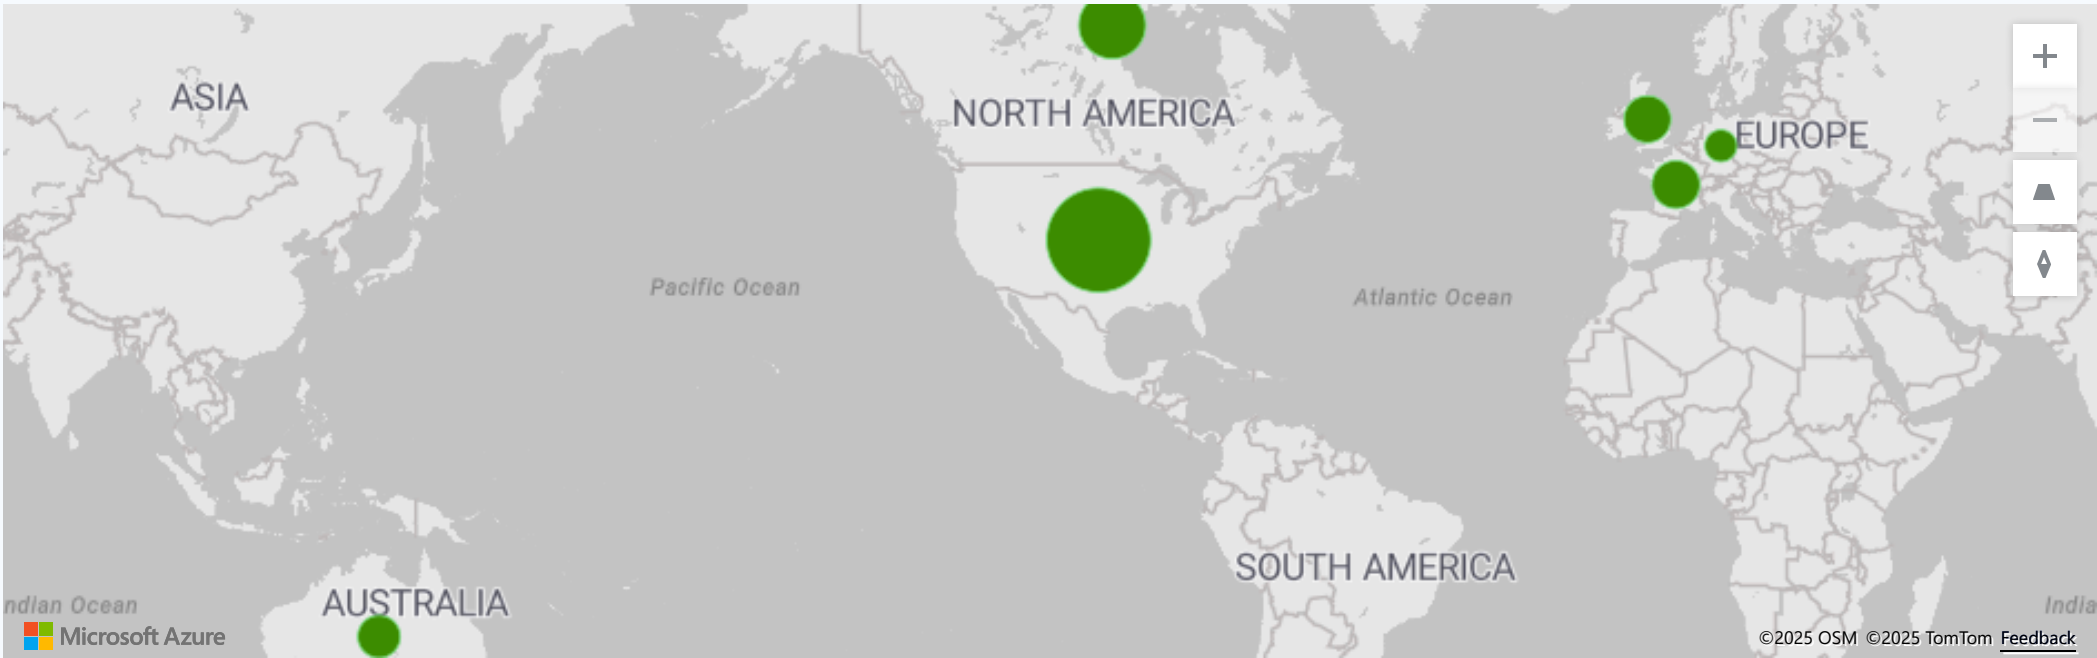 ASIA
NORTH AMERICA
EUROPE
Pacific Ocean
Atlantic Ocean
SOUTH AMERICA
AUSTRALIA
ndian Ocean
India
Microsoft Azure
©2025 OSM ©2025 TomTom Feedback